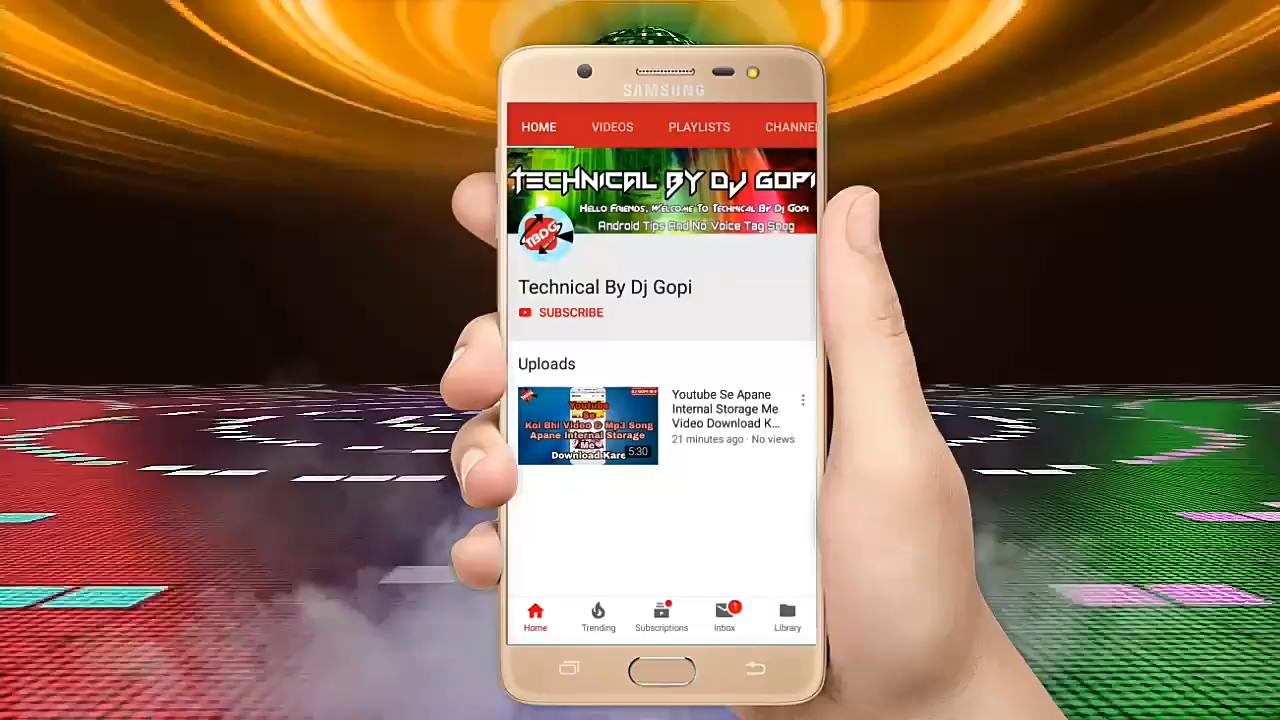 SAMSUNG
HOME VIDEOS PLAYLISTS CHANNEL
TECHNICAL BY DJ GOPI
Hello Friends, Welcome To Technical By Dj Gopi
Android Tips And No Voice Tag Snog
TBDG
Technical By Dj Gopi
SUBSCRIBE
Uploads
DJ GOPI
Youtube
Se
Koi Bhi Video & Mp3 Song
Apane Internal Storage
Me
Download Kare
5:30
Youtube Se Apane
Internal Storage Me
Video Download K...
21 minutes ago · No views
1
Home Trending Subscriptions Inbox Library